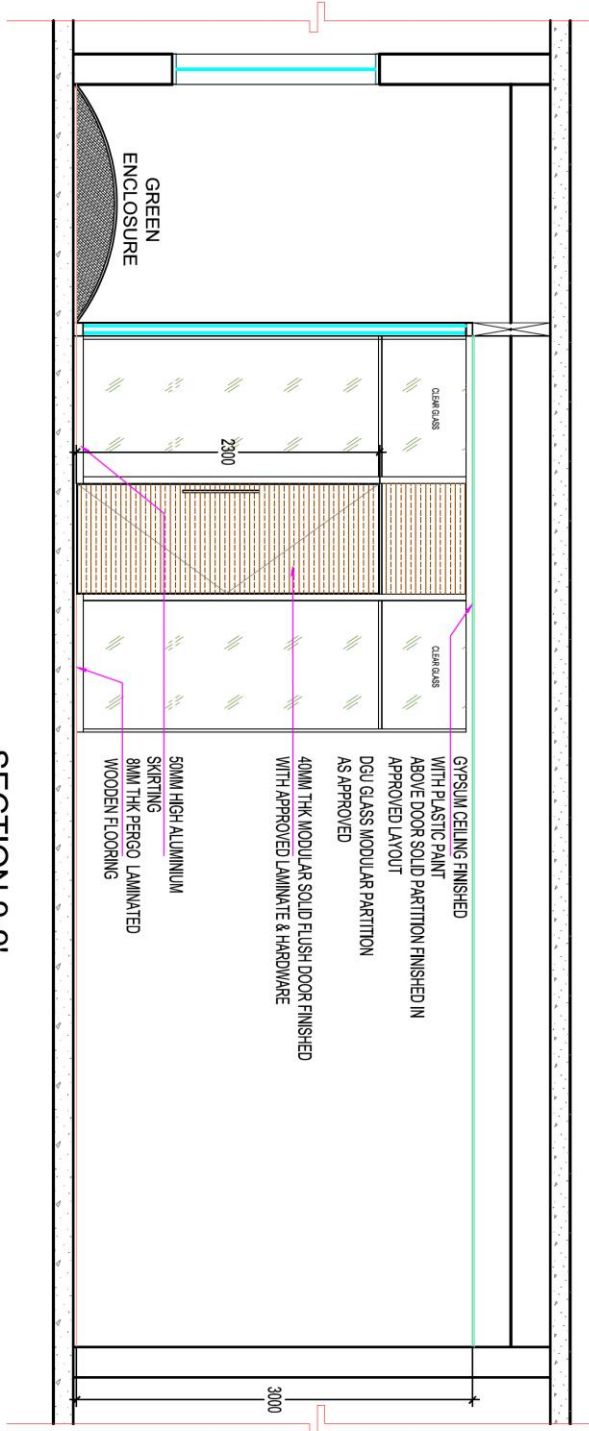 GREEN
ENCLOSURE
CLEAR GLASS
CLEAR GLASS
2300
3000
GYPSUM CEILING FINISHED
WITH PLASTIC PAINT
ABOVE DOOR SOLID PARTITION FINISHED IN
APPROVED LAYOUT
DGU GLASS MODULAR PARTITION
AS APPROVED
40MM THK MODULAR SOLID FLUSH DOOR FINISHED
WITH APPROVED LAMINATE & HARDWARE
50MM HIGH ALUMINIUM
SKIRTING
8MM THK PERGO LAMINATED
WOODEN FLOORING
SECTION